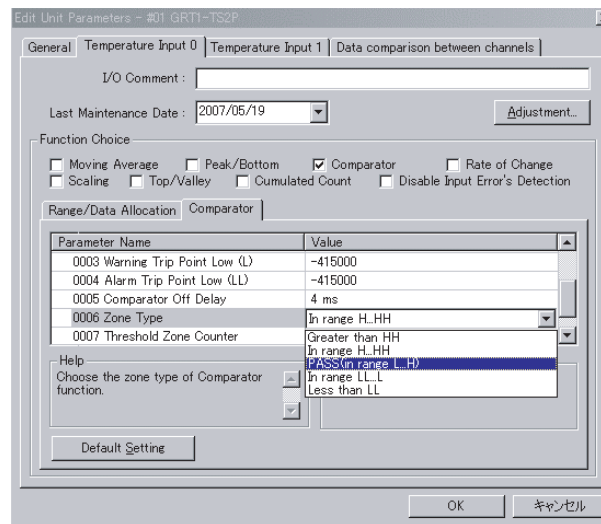 Edit Unit Parameters - #01 GRT1-TS2P
General Temperature Input 0 Temperature Input 1 Data comparison between channels
I/O Comment :
Last Maintenance Date : 2007/05/19 Adjustment...
Function Choice
Moving Average Peak/Bottom Comparator Rate of Change
Scaling Top/Valley Cumulated Count Disable Input Error's Detection
Range/Data Allocation Comparator
Parameter Name Value
0003 Warning Trip Point Low (L) -415000
0004 Alarm Trip Point Low (LL) -415000
0005 Comparator Off Delay 4 ms
0006 Zone Type In range H...HH
0007 Threshold Zone Counter Greater than HH
In range H...HH
PASS(in range L...H)
In range LL...L
Less than LL
Help
Choose the zone type of Comparator
function.
Default Setting
OK キャンセル